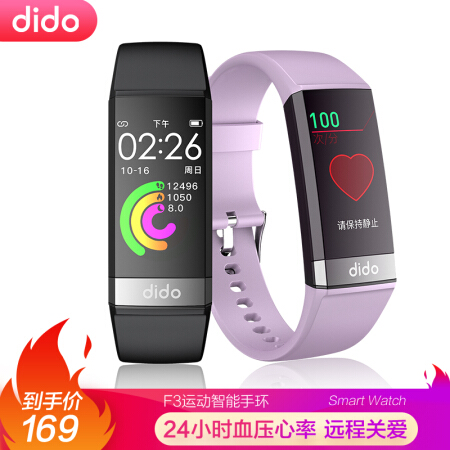 dido
下午
02:26
10-16 周日
12496
1050
8.0
dido
100
次/分
请保持静止
dido
到手价
169
F3运动智能手环 Smart Watch
24小时血压心率 远程关爱